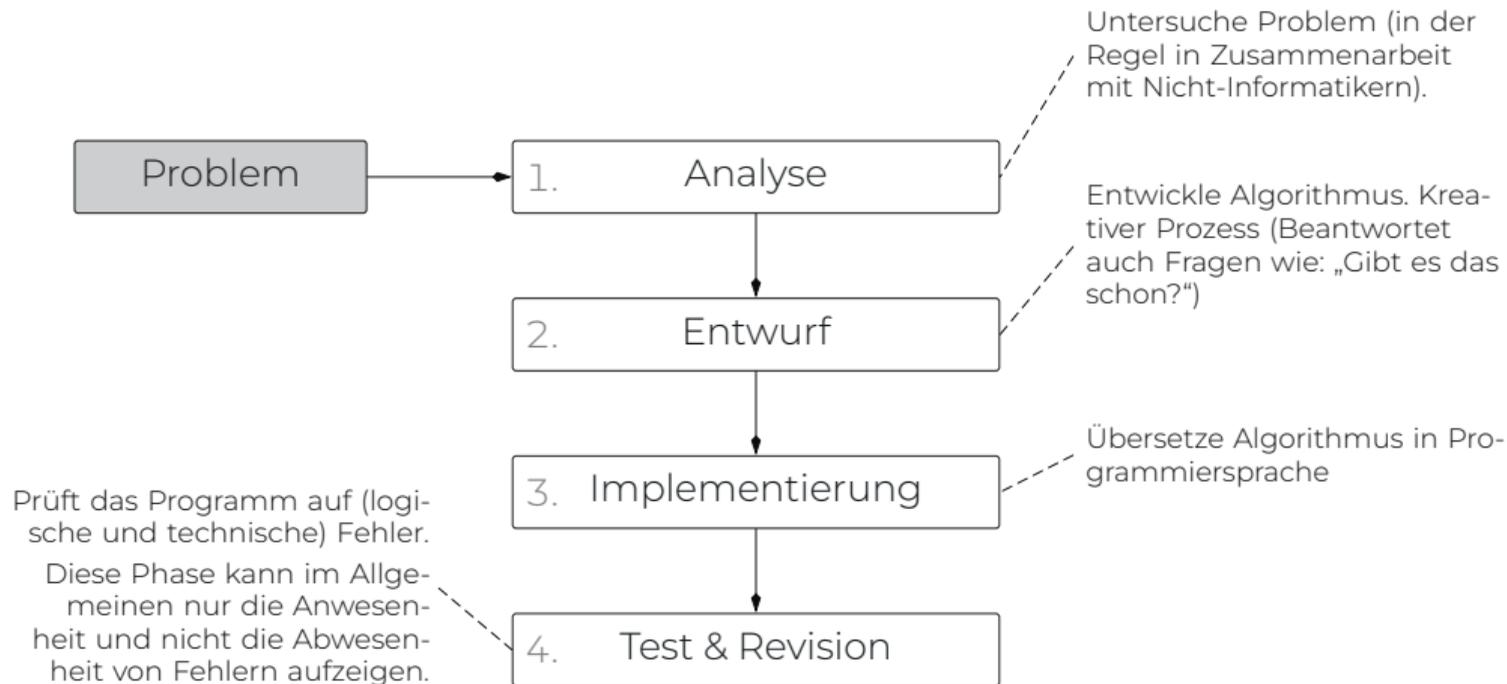 Untersuche Problem (in der
Regel in Zusammenarbeit
mit Nicht-Informatikern).
Problem
1. Analyse
Entwickle Algorithmus. Krea-
tiver Prozess (Beantwortet
auch Fragen wie: „Gibt es das
schon?“)
2. Entwurf
Übersetze Algorithmus in Pro-
grammiersprache
3. Implementierung
Prüft das Programm auf (logi-
sche und technische) Fehler.
Diese Phase kann im Allge-
meinen nur die Anwesen-
heit und nicht die Abwesen-
heit von Fehlern aufzeigen.
4. Test & Revision